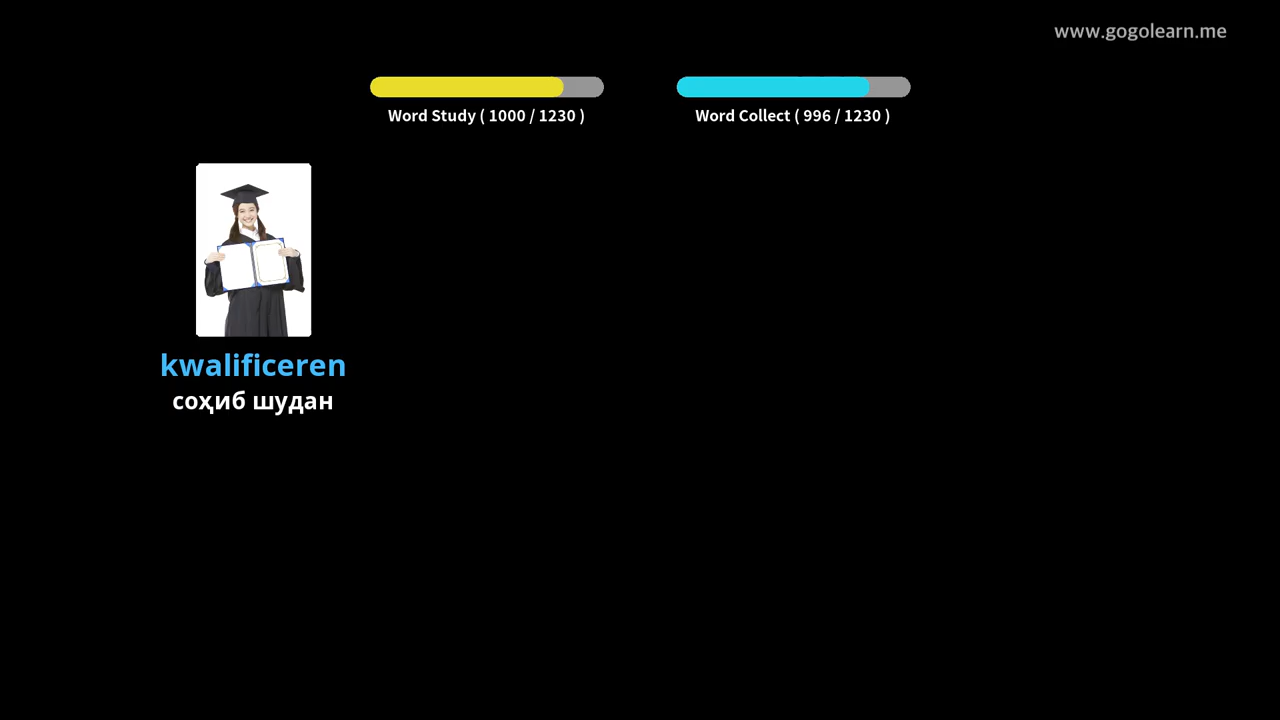 www.gogolearn.me
Word Study ( 1000 / 1230 )
Word Collect ( 996 / 1230 )
kwalificeren
соҳиб шудан